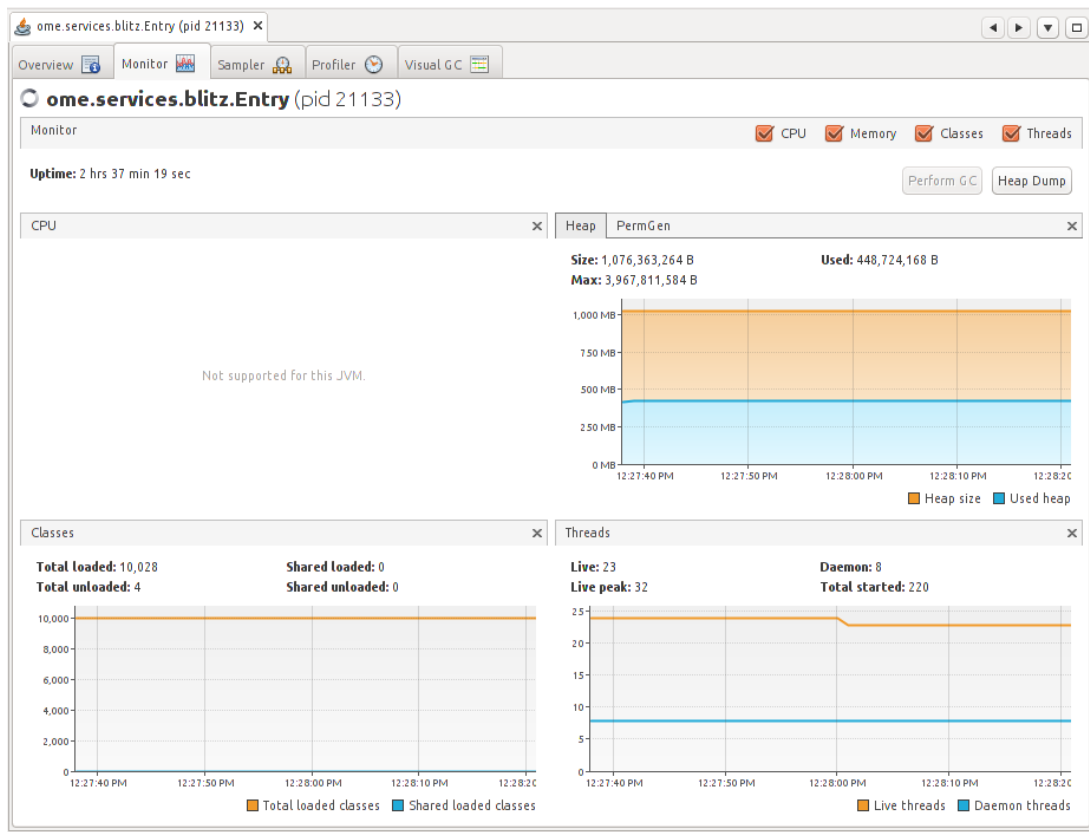 ome.services.blitz.Entry (pid 21133)
Overview Monitor Sampler Profiler Visual GC
ome.services.blitz.Entry (pid 21133)
Monitor CPU Memory Classes Threads
Uptime: 2 hrs 37 min 19 sec
Perform GC Heap Dump
CPU
Not supported for this JVM.
Heap PermGen
Size: 1,076,363,264 B Used: 448,724,168 B
Max: 3,967,811,584 B
1,000 MB
750 MB
500 MB
250 MB
0 MB
12:27:40 PM 12:27:50 PM 12:28:00 PM 12:28:10 PM 12:28:20
Heap size Used heap
Classes
Total loaded: 10,028 Shared loaded: 0
Total unloaded: 4 Shared unloaded: 0
10,000
8,000
6,000
4,000
2,000
0
12:27:40 PM 12:27:50 PM 12:28:00 PM 12:28:10 PM 12:28:20
Total loaded classes Shared loaded classes
Threads
Live: 23 Daemon: 8
Live peak: 32 Total started: 220
25
20
15
10
5
0
12:27:40 PM 12:27:50 PM 12:28:00 PM 12:28:10 PM 12:28:20
Live threads Daemon threads